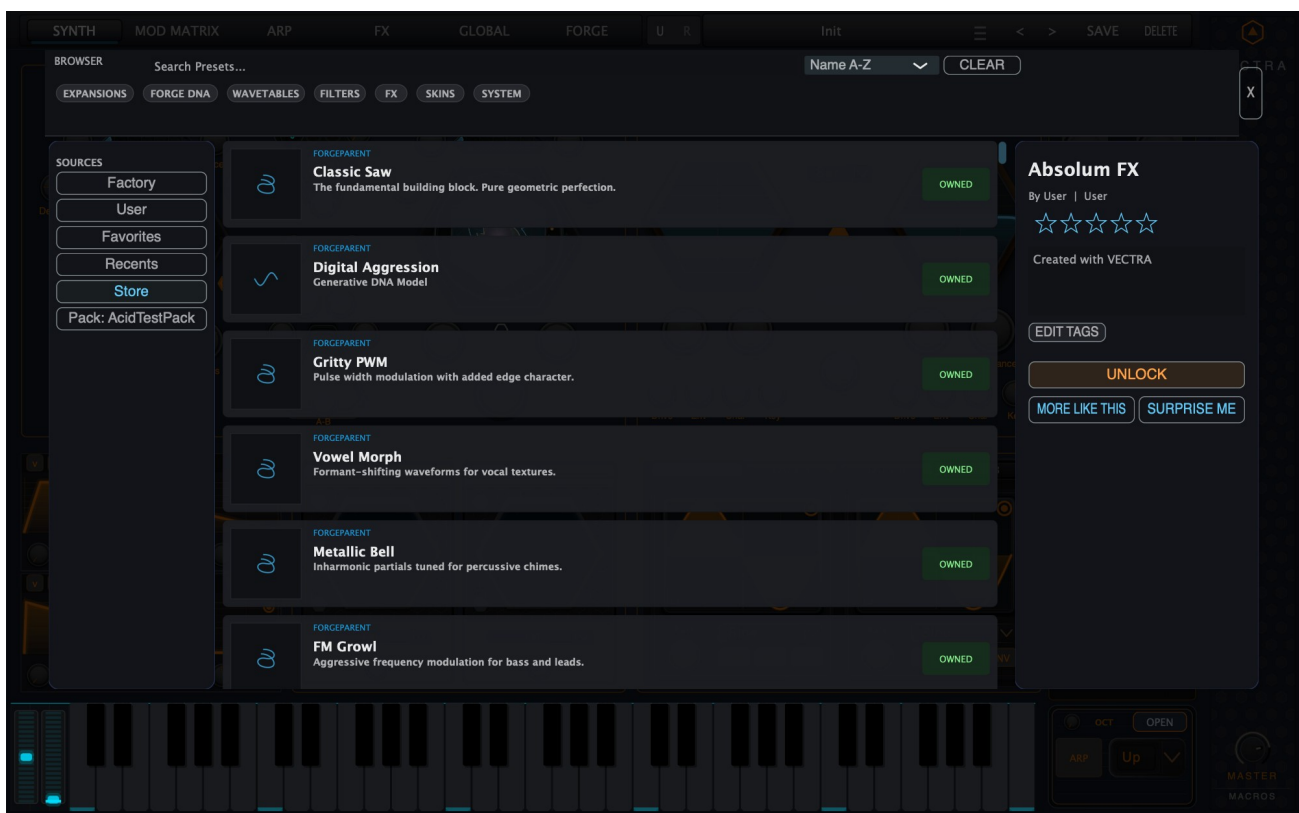 SYNTH MOD MATRIX ARP FX GLOBAL FORGE U R Init < > SAVE DELETE
BROWSER Search Presets... Name A-Z CLEAR
X
EXPANSIONS FORGE DNA WAVETABLES FILTERS FX SKINS SYSTEM
SOURCES
Factory
User
Favorites
Recents
Store
Pack: AcidTestPack
FORGEPARENT
Classic Saw
The fundamental building block. Pure geometric perfection.
OWNED
FORGEPARENT
Digital Aggression
Generative DNA Model
OWNED
FORGEPARENT
Gritty PWM
Pulse width modulation with added edge character.
OWNED
FORGEPARENT
Vowel Morph
Formant-shifting waveforms for vocal textures.
OWNED
FORGEPARENT
Metallic Bell
Inharmonic partials tuned for percussive chimes.
OWNED
FORGEPARENT
FM Growl
Aggressive frequency modulation for bass and leads.
OWNED
Absolum FX
By User | User
Created with VECTRA
EDIT TAGS
UNLOCK
MORE LIKE THIS SURPRISE ME
OCT OPEN
ARP Up
MASTER
MACROS